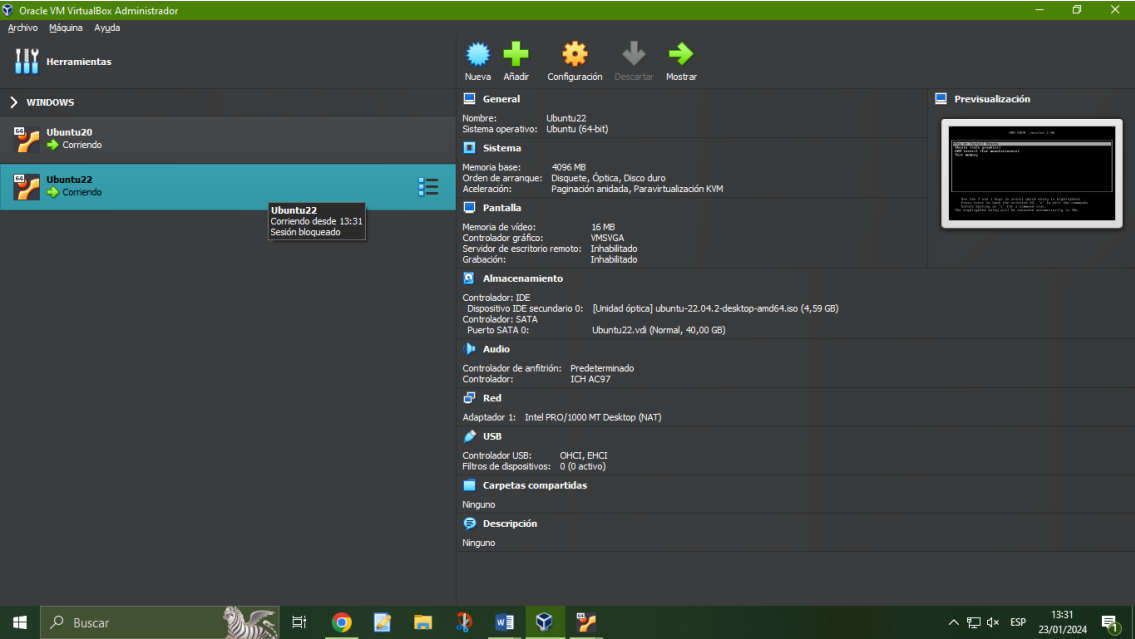 Oracle VM VirtualBox Administrador
Archivo Máquina Ayuda
Herramientas
Nueva Añadir Configuración Descartar Mostrar
WINDOWS
64
Ubuntu20
Corriendo
64
Ubuntu22
Corriendo
Ubuntu22
Corriendo desde 13:31
Sesión bloqueado
General
Nombre: Ubuntu22
Sistema operativo: Ubuntu (64-bit)
Sistema
Memoria base: 4096 MB
Orden de arranque: Disquete, Óptica, Disco duro
Aceleración: Paginación anidada, Paravirtualización KVM
Pantalla
Memoria de vídeo: 16 MB
Controlador gráfico: VMSVGA
Servidor de escritorio remoto: Inhabilitado
Grabación: Inhabilitado
Almacenamiento
Controlador: IDE
Dispositivo IDE secundario 0: [Unidad óptica] ubuntu-22.04.2-desktop-amd64.iso (4,59 GB)
Controlador: SATA
Puerto SATA 0: Ubuntu22.vdi (Normal, 40,00 GB)
Audio
Controlador de anfitrión: Predeterminado
Controlador: ICH AC97
Red
Adaptador 1: Intel PRO/1000 MT Desktop (NAT)
USB
Controlador USB: OHCI, EHCI
Filtros de dispositivos: 0 (0 activo)
Carpetas compartidas
Ninguno
Descripción
Ninguno
Previsualización
Buscar
W
64
ESP
13:31
23/01/2024
1